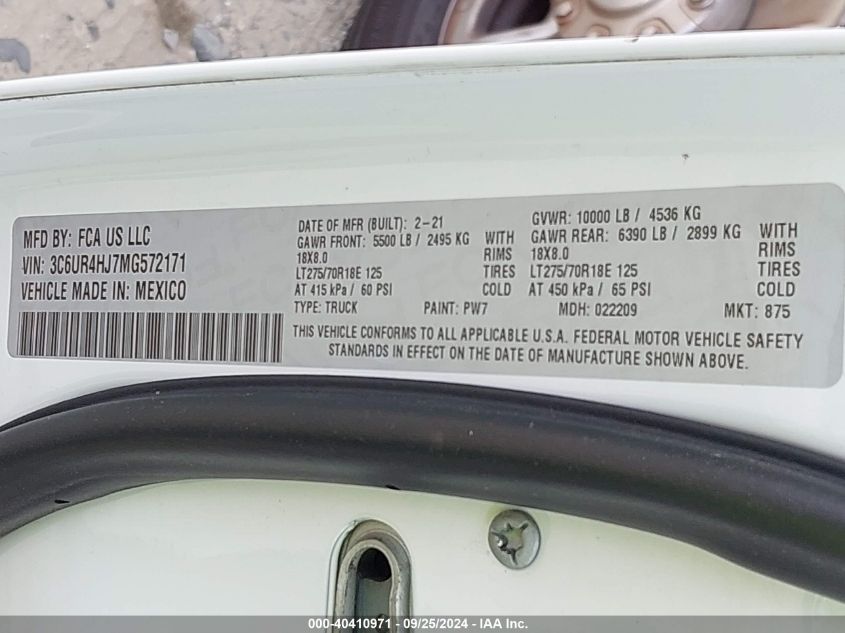 MFD BY: FCA US LLC
VIN: 3C6UR4HJ7MG572171
VEHICLE MADE IN: MEXICO
DATE OF MFR (BUILT): 2-21
GVWR: 10000 LB / 4536 KG
GAWR FRONT: 5500 LB / 2495 KG WITH
GAWR REAR: 6390 LB / 2899 KG WITH
18X8.0 RIMS
18X8.0 RIMS
LT275/70R18E 125 TIRES
LT275/70R18E 125 TIRES
AT 415 kPa / 60 PSI COLD
AT 450 kPa / 65 PSI COLD
TYPE: TRUCK PAINT: PW7 MDH: 022209 MKT: 875
THIS VEHICLE CONFORMS TO ALL APPLICABLE U.S.A. FEDERAL MOTOR VEHICLE SAFETY
STANDARDS IN EFFECT ON THE DATE OF MANUFACTURE SHOWN ABOVE.
000-40410971 - 09/25/2024 - IAA Inc.